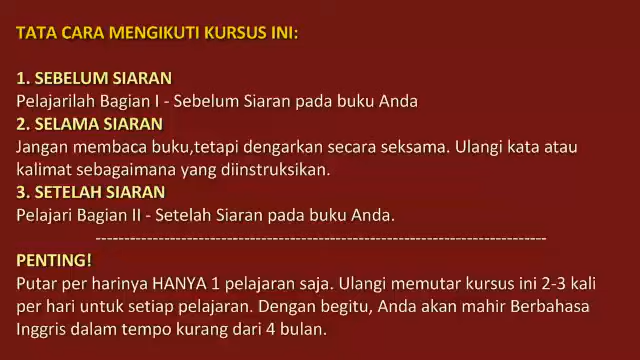 TATA CARA MENGIKUTI KURSUS INI:
1. SEBELUM SIARAN
Pelajarilah Bagian I - Sebelum Siaran pada buku Anda
2. SELAMA SIARAN
Jangan membaca buku,tetapi dengarkan secara seksama. Ulangi kata atau
kalimat sebagaimana yang diinstruksikan.
3. SETELAH SIARAN
Pelajari Bagian II - Setelah Siaran pada buku Anda.
--------------------------------------------------------------------------------
PENTING!
Putar per harinya HANYA 1 pelajaran saja. Ulangi memutar kursus ini 2-3 kali
per hari untuk setiap pelajaran. Dengan begitu, Anda akan mahir Berbahasa
Inggris dalam tempo kurang dari 4 bulan.